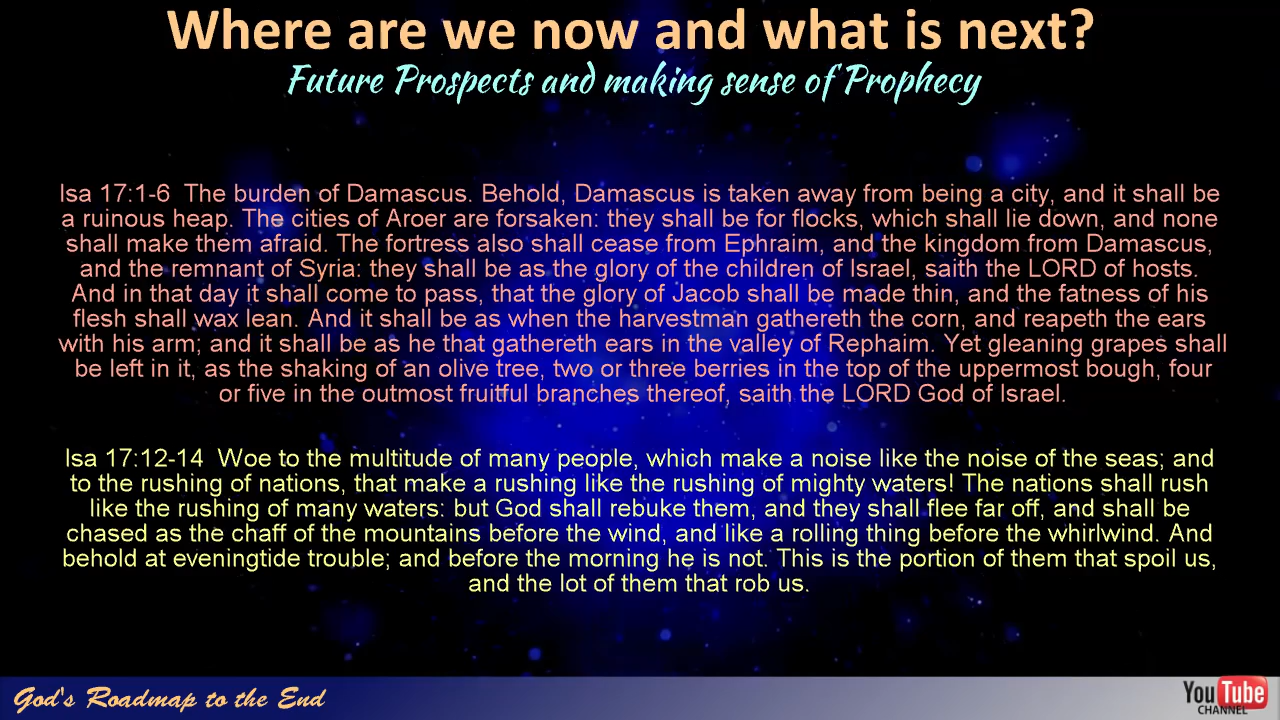 Where are we now and what is next?
Future Prospects and making sense of Prophecy
Isa 17:1-6  The burden of Damascus. Behold, Damascus is taken away from being a city, and it shall be
a ruinous heap. The cities of Aroer are forsaken: they shall be for flocks, which shall lie down, and none
shall make them afraid. The fortress also shall cease from Ephraim, and the kingdom from Damascus,
and the remnant of Syria: they shall be as the glory of the children of Israel, saith the LORD of hosts.
And in that day it shall come to pass, that the glory of Jacob shall be made thin, and the fatness of his
flesh shall wax lean. And it shall be as when the harvestman gathereth the corn, and reapeth the ears
with his arm; and it shall be as he that gathereth ears in the valley of Rephaim. Yet gleaning grapes shall
be left in it, as the shaking of an olive tree, two or three berries in the top of the uppermost bough, four
or five in the outmost fruitful branches thereof, saith the LORD God of Israel.
Isa 17:12-14  Woe to the multitude of many people, which make a noise like the noise of the seas; and
to the rushing of nations, that make a rushing like the rushing of mighty waters! The nations shall rush
like the rushing of many waters: but God shall rebuke them, and they shall flee far off, and shall be
chased as the chaff of the mountains before the wind, and like a rolling thing before the whirlwind. And
behold at eveningtide trouble; and before the morning he is not. This is the portion of them that spoil us,
and the lot of them that rob us.
God's Roadmap to the End
YouTube
CHANNEL